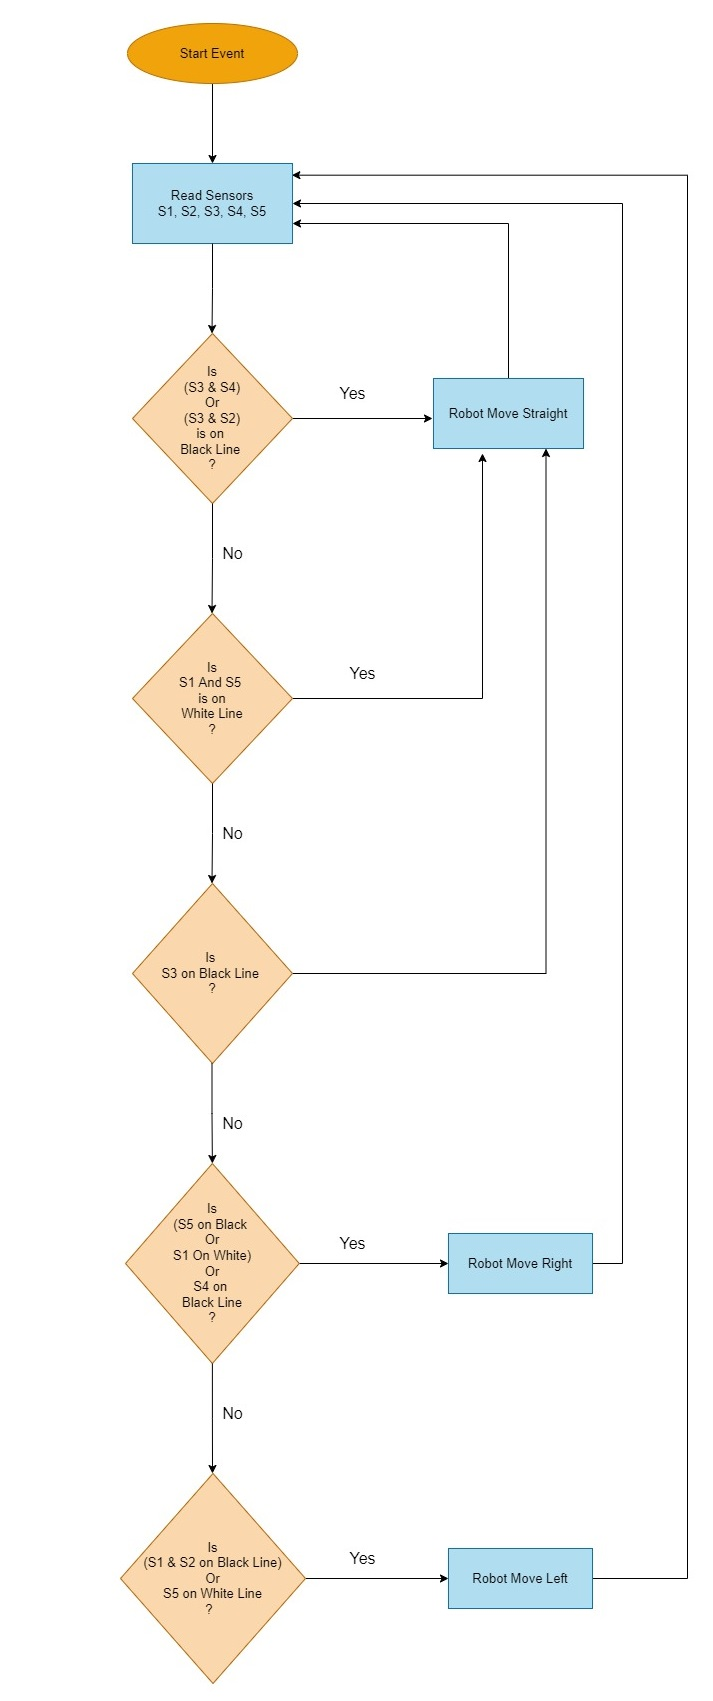 Start Event
Read Sensors
S1, S2, S3, S4, S5
Is
(S3 & S4)
Or
(S3 & S2)
is on
Black Line
?
Yes
Robot Move Straight
No
Is
S1 And S5
is on
White Line
?
Yes
No
Is
S3 on Black Line
?
No
Is
(S5 on Black
Or
S1 On White)
Or
S4 on
Black Line
?
Yes
Robot Move Right
No
Is
(S1 & S2 on Black Line)
Or
S5 on White Line
?
Yes
Robot Move Left